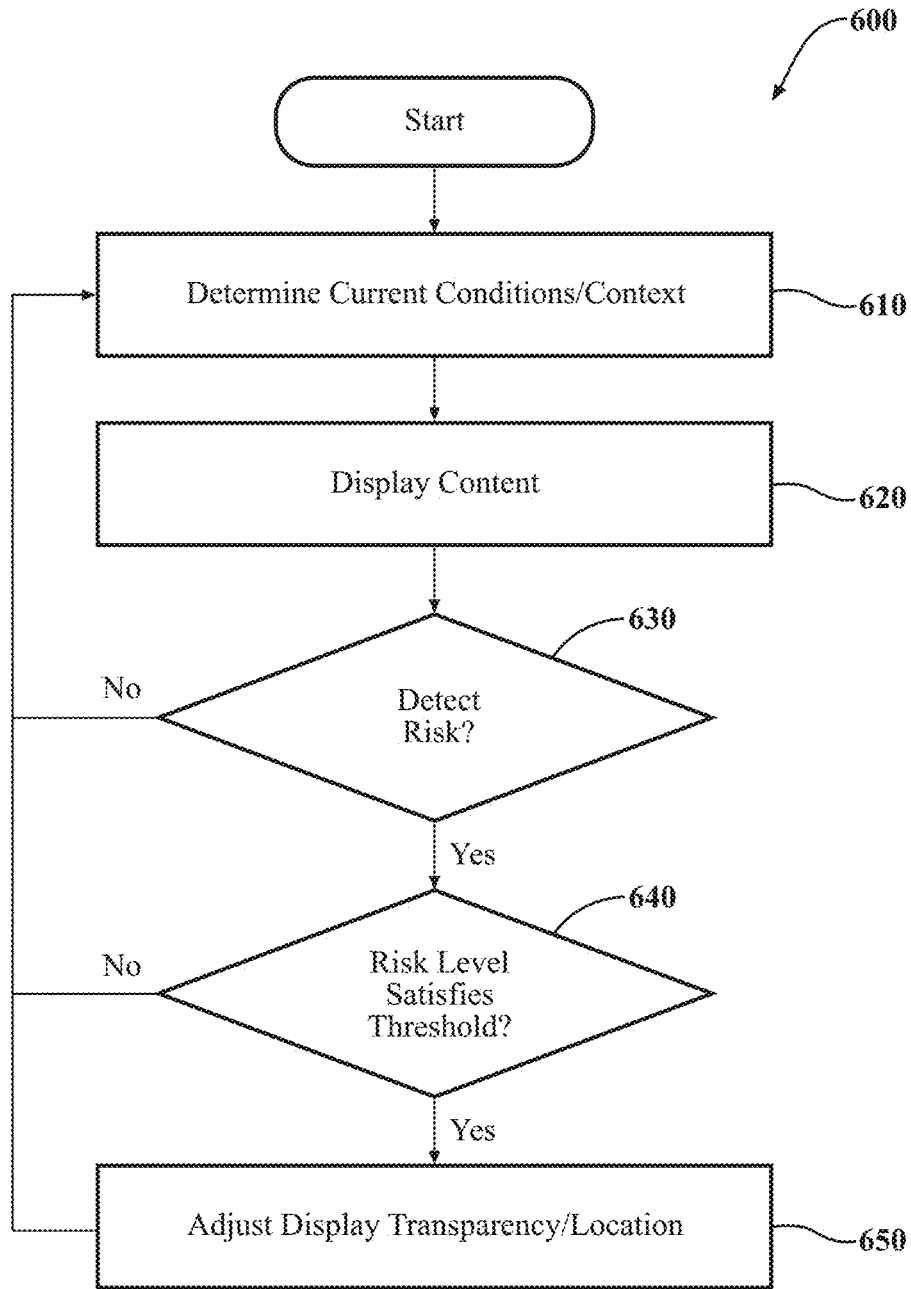 600
Start
Determine Current Conditions/Context
610
Display Content
620
630
Detect
Risk?
No
Yes
640
Risk Level
Satisfies
Threshold?
No
Yes
Adjust Display Transparency/Location
650